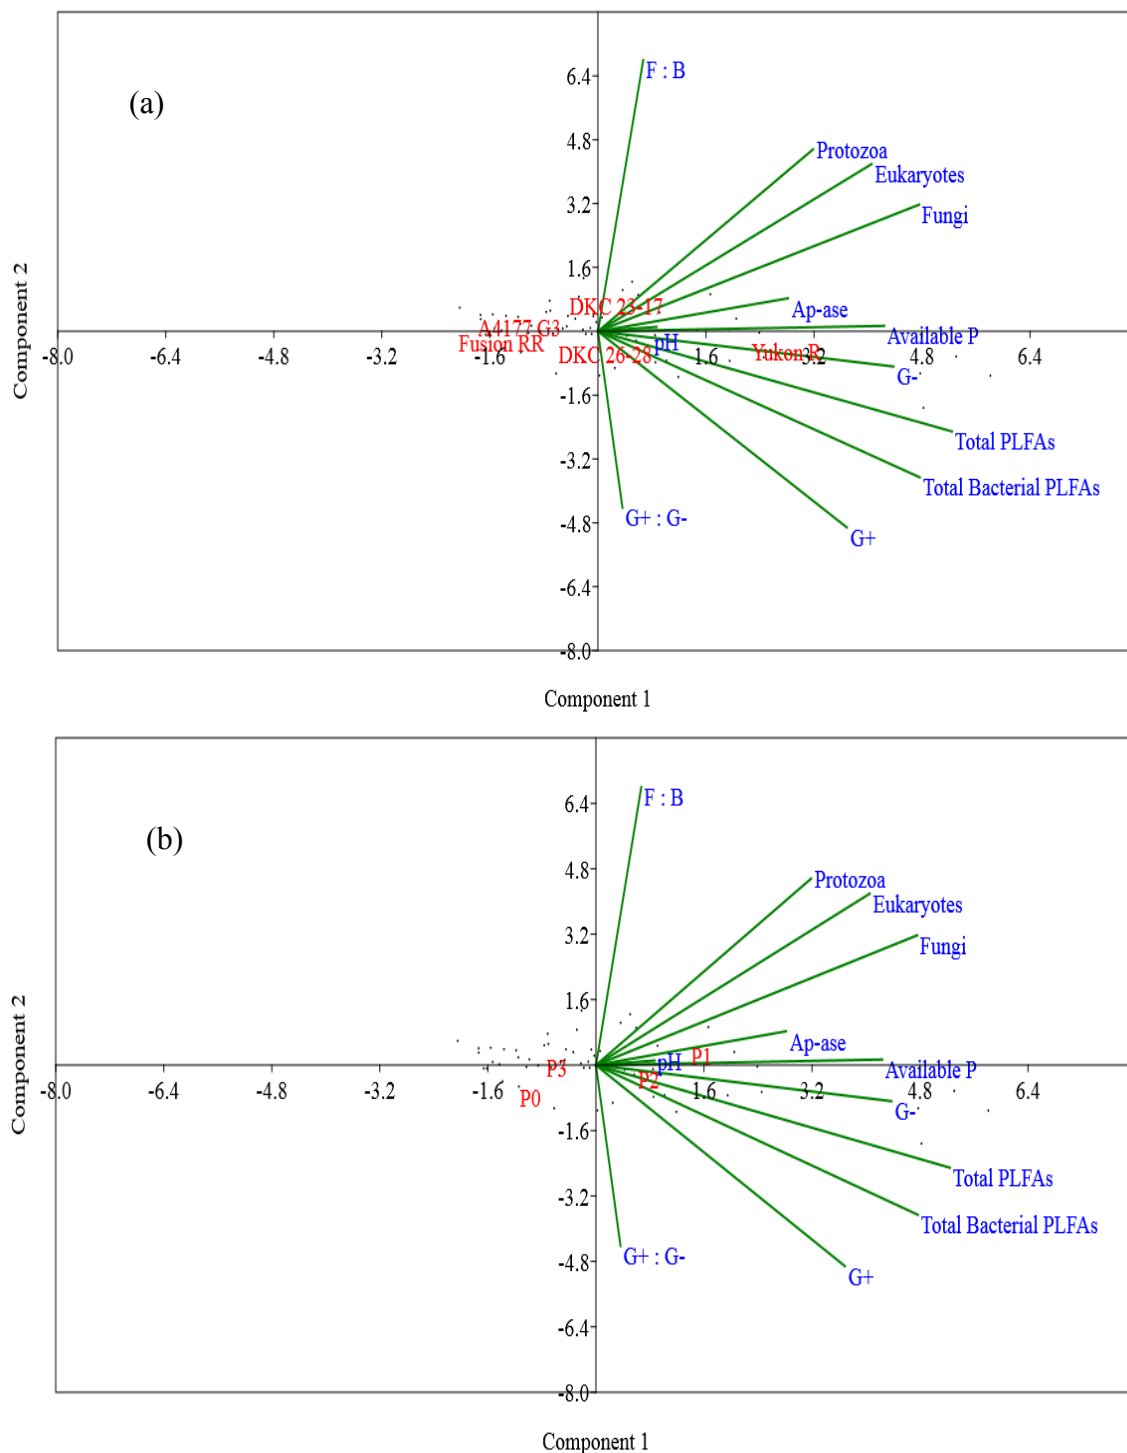 (a)
6.4
F : B
4.8
Protozoa
Eukaryotes
3.2
Fungi
1.6
DKC 23-17
Ap-ase
A4177 G3
Available P
pH
Fusion RR
DKC 26-28
Yukon R
-8.0 -6.4 -4.8 -3.2 -1.6 1.6 3.2 4.8 6.4
G-
-1.6
Total PLFAs
-3.2
Total Bacterial PLFAs
G+ : G-
-4.8
G+
-6.4
-8.0
Component 2
Component 1
(b)
6.4
F : B
4.8
Protozoa
Eukaryotes
3.2
Fungi
1.6
Ap-ase
P1
pH
P3
Available P
P2
-8.0 -6.4 -4.8 -3.2 -1.6 1.6 3.2 4.8 6.4
P0
G-
-1.6
Total PLFAs
-3.2
Total Bacterial PLFAs
G+ : G-
-4.8
G+
-6.4
-8.0
Component 2
Component 1